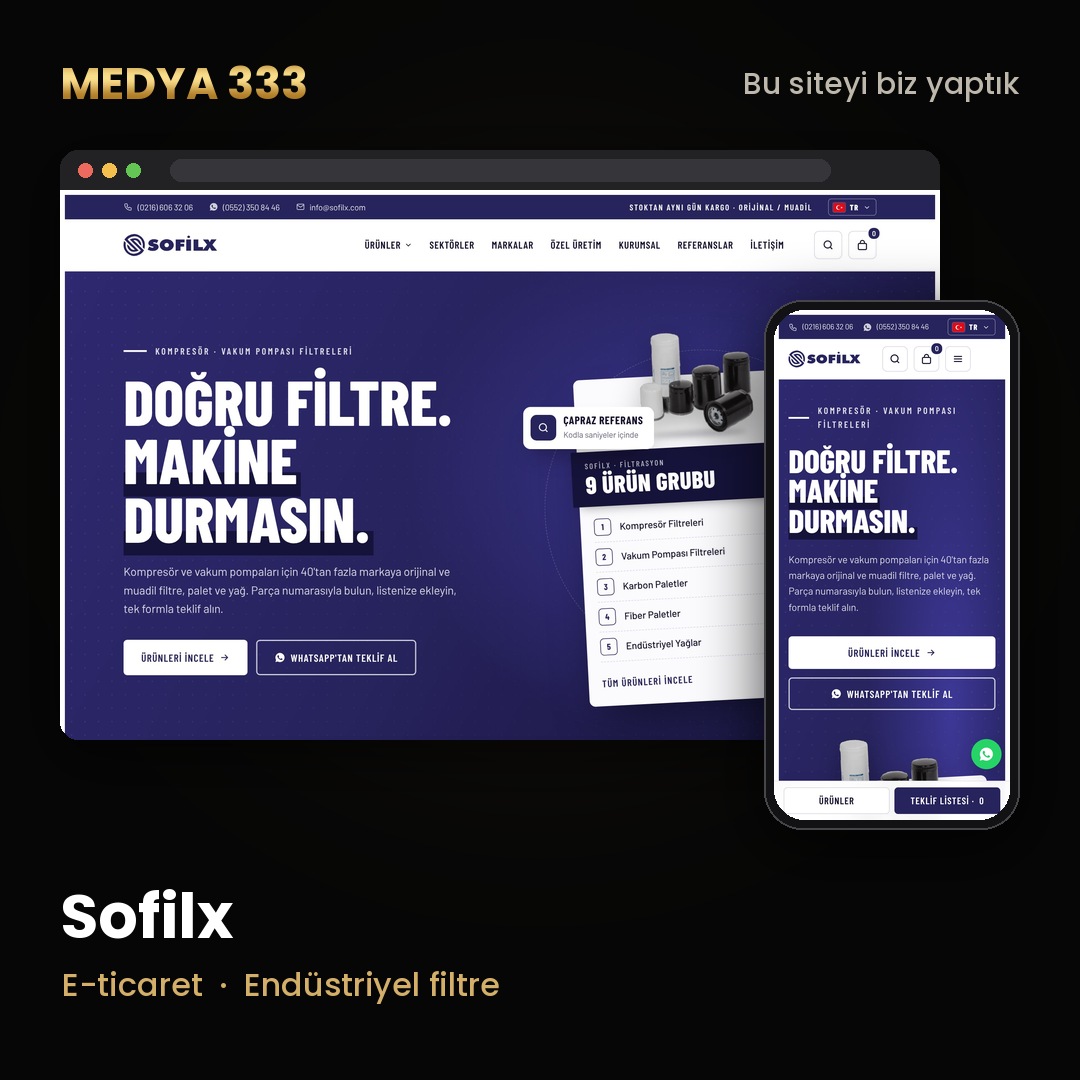 MEDYA 333
Bu siteyi biz yaptık
(0216) 606 32 06
(0552) 350 84 46
info@sofilx.com
STOKTAN AYNI GÜN KARGO · ORİJİNAL / MUADİL
TR
SOFİLX
ÜRÜNLER
SEKTÖRLER
MARKALAR
ÖZEL ÜRETİM
KURUMSAL
REFERANSLAR
İLETİŞİM
0
KOMPRESÖR · VAKUM POMPASI FİLTRELERİ
DOĞRU FİLTRE.
MAKİNE
DURMASIN.
Kompresör ve vakum pompaları için 40'tan fazla markaya orijinal ve
muadil filtre, palet ve yağ. Parça numarasıyla bulun, listenize ekleyin,
tek formla teklif alın.
ÜRÜNLERİ İNCELE
WHATSAPP'TAN TEKLİF AL
ÇAPRAZ REFERANS
Kodla saniyeler içinde
SOFİLX · FİLTRASYON
9 ÜRÜN GRUBU
1 Kompresör Filtreleri
2 Vakum Pompası Filtreleri
3 Karbon Paletler
4 Fiber Paletler
5 Endüstriyel Yağlar
TÜM ÜRÜNLERİ İNCELE
(0216) 606 32 06
(0552) 350 84 46
TR
SOFİLX
0
KOMPRESÖR · VAKUM POMPASI
FİLTRELERİ
DOĞRU FİLTRE.
MAKİNE
DURMASIN.
Kompresör ve vakum pompaları için 40'tan fazla
markaya orijinal ve muadil filtre, palet ve yağ.
Parça numarasıyla bulun, listenize ekleyin, tek
formla teklif alın.
ÜRÜNLERİ İNCELE
WHATSAPP'TAN TEKLİF AL
ÜRÜNLER
TEKLİF LİSTESİ · 0
Sofilx
E-ticaret · Endüstriyel filtre